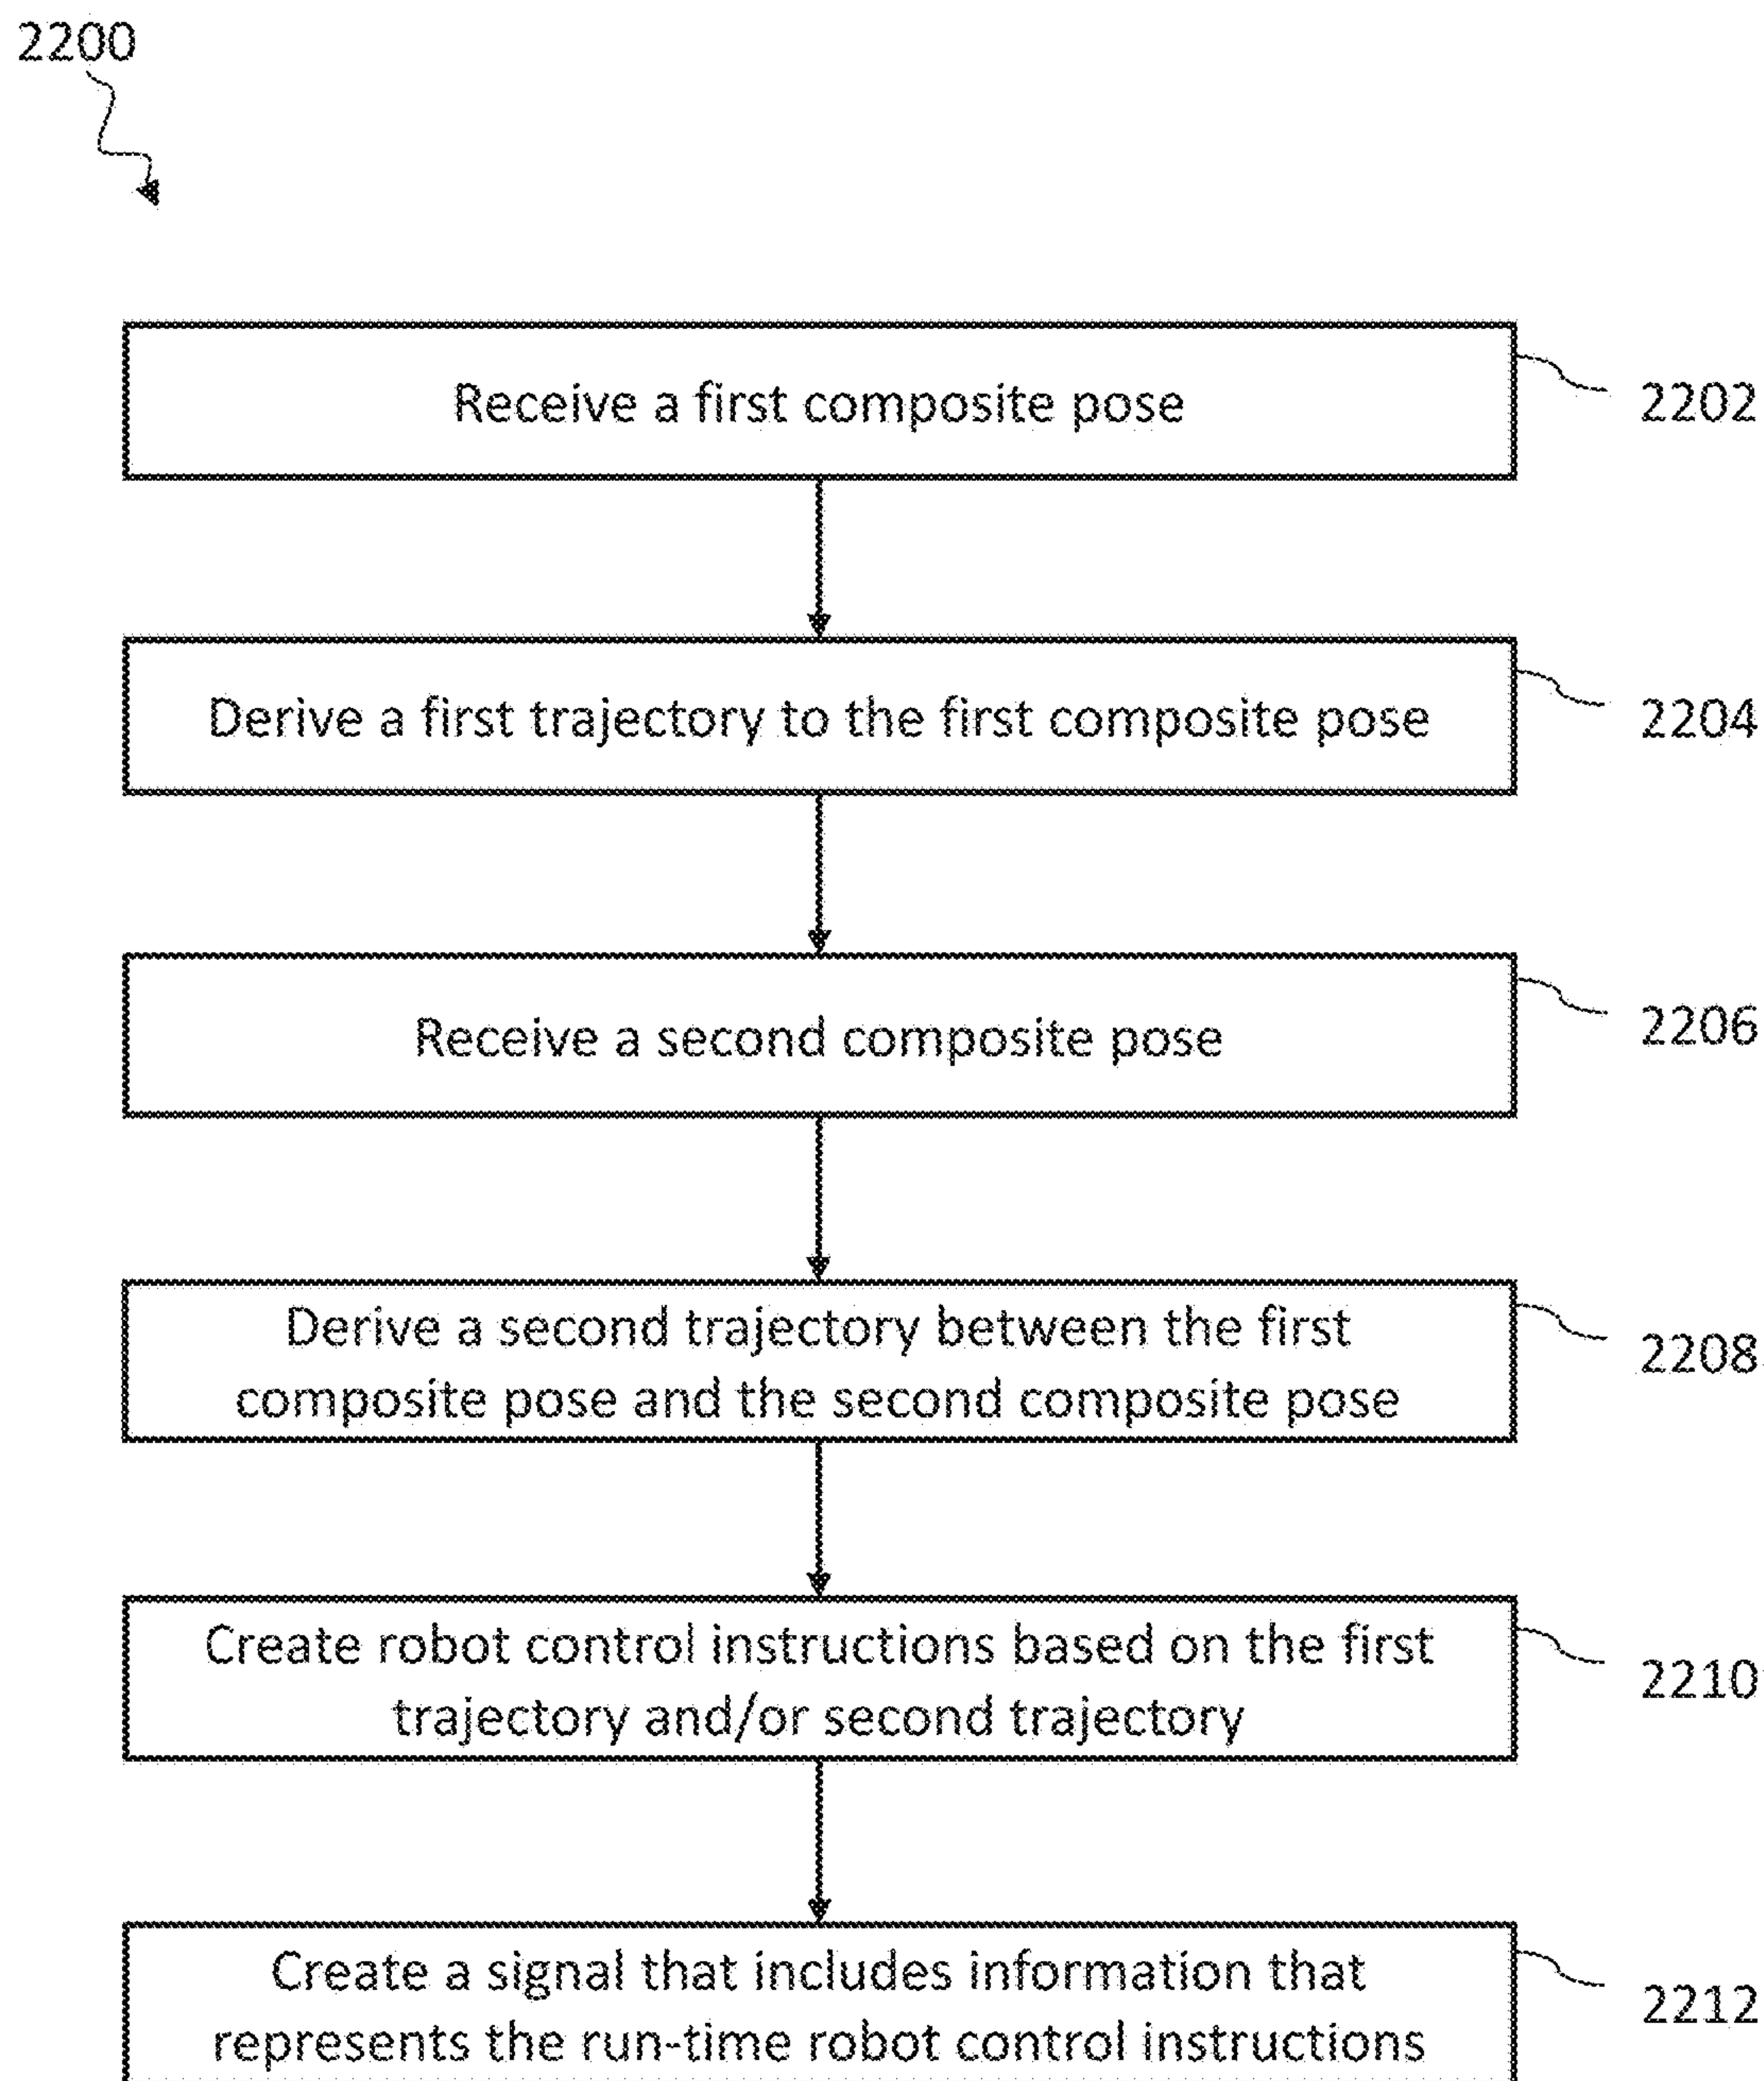 2200
Receive a first composite pose
2202
Derive a first trajectory to the first composite pose
2204
Receive a second composite pose
2206
Derive a second trajectory between the first
composite pose and the second composite pose
2208
Create robot control instructions based on the first
trajectory and/or second trajectory
2210
Create a signal that includes information that
represents the run-time robot control instructions
2212